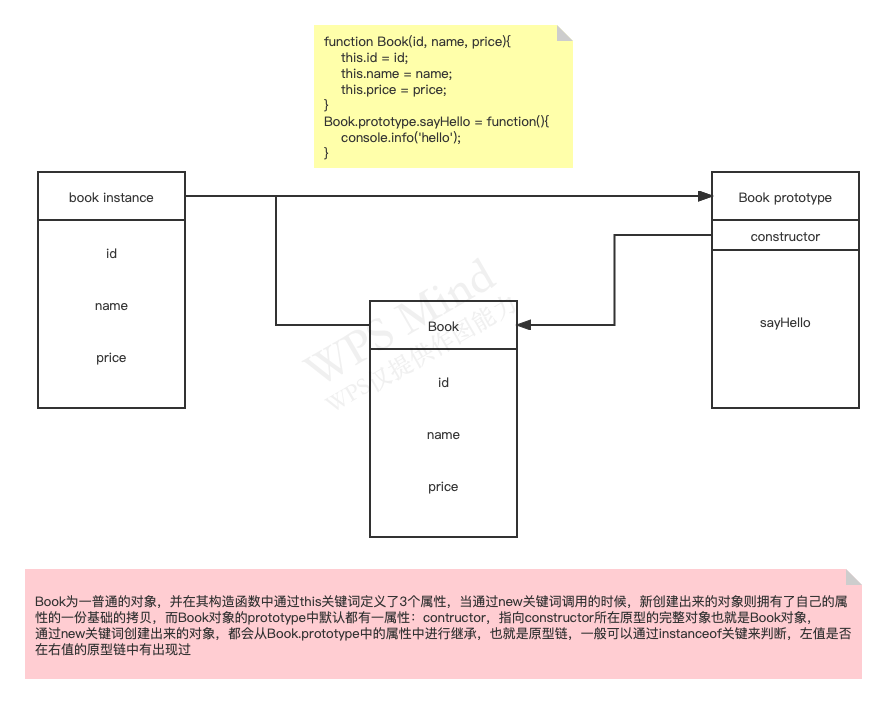 function Book(id, name, price){
this.id = id;
this.name = name;
this.price = price;
}
Book.prototype.sayHello = function(){
console.info('hello');
}
book instance
id
name
price
Book prototype
constructor
sayHello
Book
id
name
price
WPS Mind
WPS仅提供作图能力
Book为一普通的对象，并在其构造函数中通过this关键词定义了3个属性，当通过new关键词调用的时候，新创建出来的对象则拥有了自己的属
性的一份基础的拷贝，而Book对象的prototype中默认都有一属性：contructor，指向constructor所在原型的完整对象也就是Book对象，
通过new关键词创建出来的对象，都会从Book.prototype中的属性中进行继承，也就是原型链，一般可以通过instanceof关键来判断，左值是否
在右值的原型链中有出现过